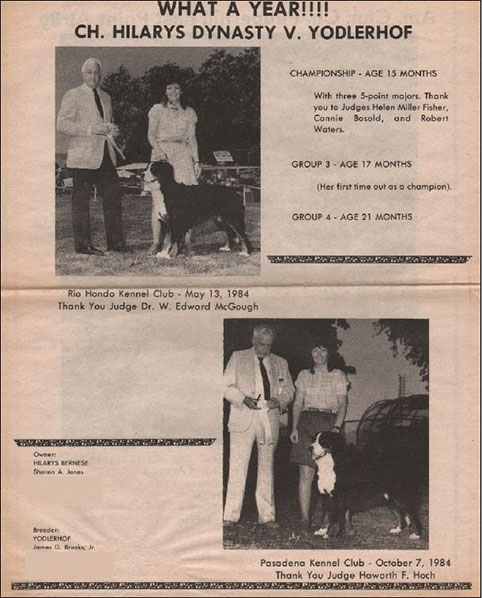 WHAT A YEAR!!!!
CH. HILARYS DYNASTY V. YODLERHOF
CHAMPIONSHIP - AGE 15 MONTHS
With three 5-point majors. Thank
you to Judges Helen Miller Fisher,
Connie Bosold, and Robert
Waters.
GROUP 3 - AGE 17 MONTHS
(Her first time out as a champion).
GROUP 4 - AGE 21 MONTHS
Rio Hondo Kennel Club - May 13, 1984
Thank You Judge Dr. W. Edward McGough
Owner:
HILARYS BERNESE
Sharon A. Jones
Breeder:
YODLERHOF
James G. Brooks, Jr.
Pasadena Kennel Club - October 7, 1984
Thank You Judge Haworth F. Hoch